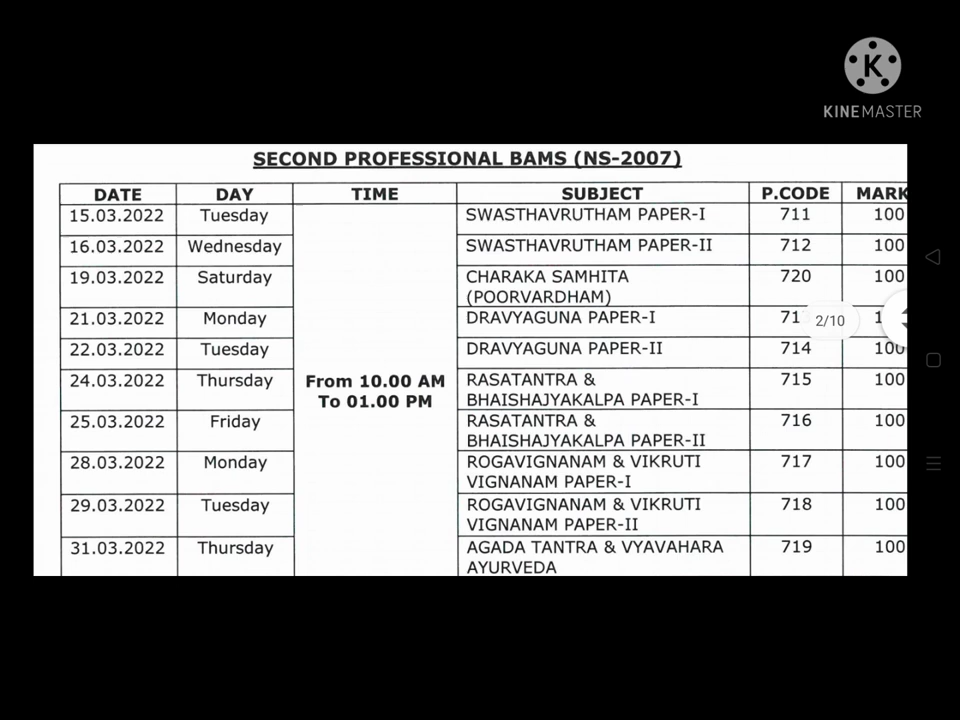 KINEMASTER
SECOND PROFESSIONAL BAMS (NS-2007)
DATE DAY TIME SUBJECT P.CODE MARK
15.03.2022 Tuesday SWASTHAVRUTHAM PAPER-I 711 100
16.03.2022 Wednesday SWASTHAVRUTHAM PAPER-II 712 100
19.03.2022 Saturday CHARAKA SAMHITA 720 100
(POORVARDHAM)
21.03.2022 Monday DRAVYAGUNA PAPER-I
2/10
22.03.2022 Tuesday DRAVYAGUNA PAPER-II 714 100
24.03.2022 Thursday From 10.00 AM RASATANTRA & 715 100
To 01.00 PM BHAISHAJYAKALPA PAPER-I
25.03.2022 Friday RASATANTRA & 716 100
BHAISHAJYAKALPA PAPER-II
28.03.2022 Monday ROGAVIGNANAM & VIKRUTI 717 100
VIGNANAM PAPER-I
29.03.2022 Tuesday ROGAVIGNANAM & VIKRUTI 718 100
VIGNANAM PAPER-II
31.03.2022 Thursday AGADA TANTRA & VYAVAHARA 719 100
AYURVEDA